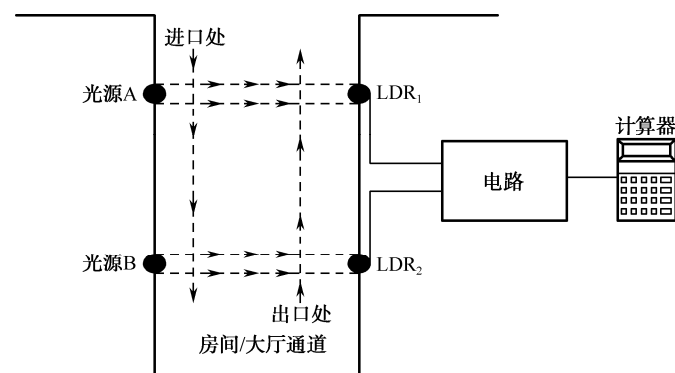 进口处
光源A
LDR₁
计算器
电路
光源B
LDR₂
出口处
房间/大厅通道